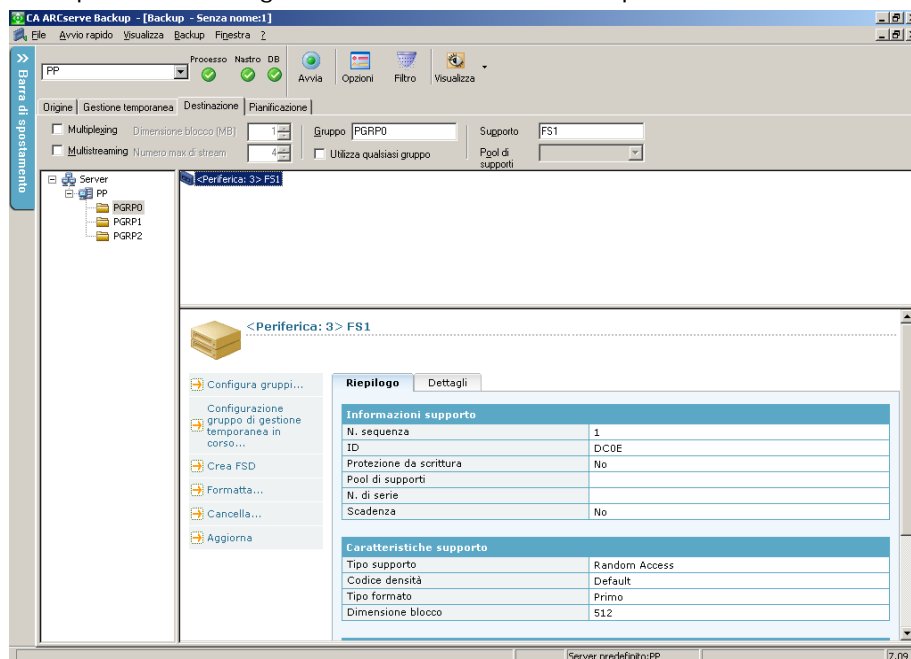 CA ARCserve Backup - [Backup - Senza nome:1]
File Avvio rapido Visualizza Backup Finestra ?
PP
Processo Nastro DB
Avvia Opzioni Filtro Visualizza
Barra di spostamento
Origine Gestione temporanea Destinazione Pianificazione
Multiplexing Dimensione blocco (MB) 1 Gruppo PGRP0 Supporto FS1
Multistreaming Numero max di stream 4 Utilizza qualsiasi gruppo Pool di supporti
Server
PP
PGRP0
PGRP1
PGRP2
<Periferica: 3> FS1
<Periferica: 3> FS1
Configura gruppi...
Configurazione gruppo di gestione temporanea in corso...
Crea FSD
Formatta...
Cancella...
Aggiorna
Riepilogo Dettagli
Informazioni supporto
N. sequenza 1
ID DC0E
Protezione da scrittura No
Pool di supporti
N. di serie
Scadenza No
Caratteristiche supporto
Tipo supporto Random Access
Codice densità Default
Tipo formato Primo
Dimensione blocco 512
Server predefinito:PP 7.09